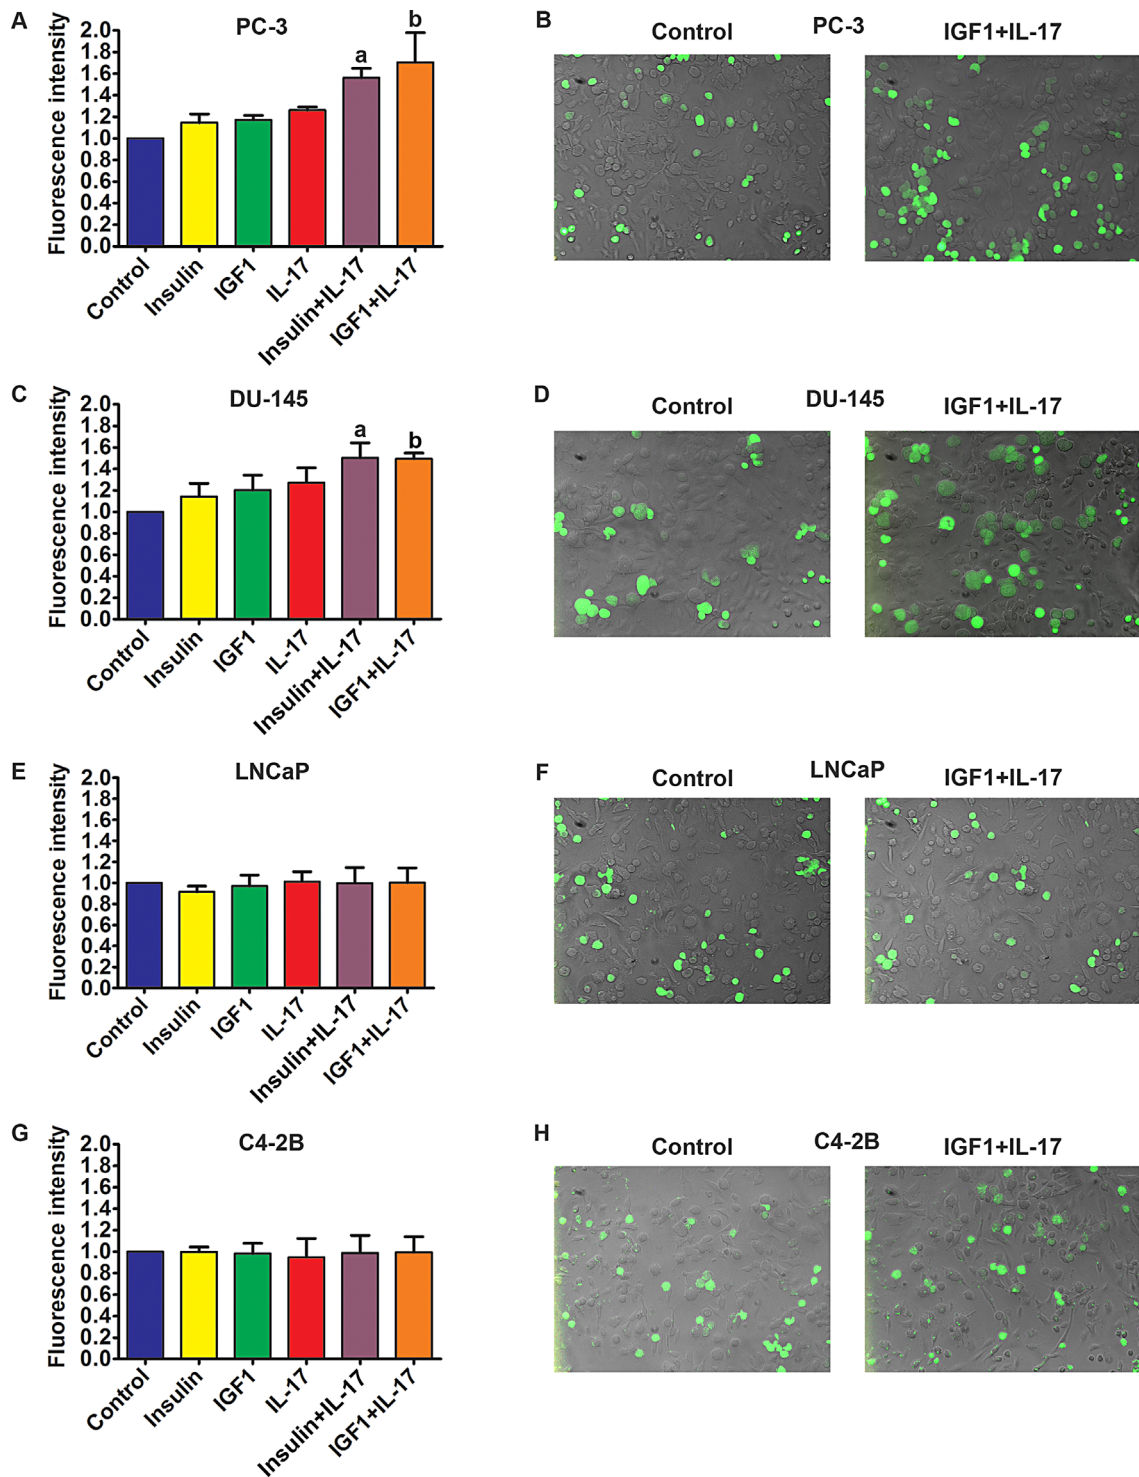 A
PC-3
Fluorescence intensity
2.0
1.8
1.6
1.4
1.2
1.0
0.8
0.6
0.4
0.2
0.0
a
b
Control
Insulin
IGF1
IL-17
Insulin+IL-17
IGF1+IL-17
B
Control
PC-3
IGF1+IL-17
C
DU-145
Fluorescence intensity
2.0
1.8
1.6
1.4
1.2
1.0
0.8
0.6
0.4
0.2
0.0
a
b
Control
Insulin
IGF1
IL-17
Insulin+IL-17
IGF1+IL-17
D
Control
DU-145
IGF1+IL-17
E
LNCaP
Fluorescence intensity
2.0
1.8
1.6
1.4
1.2
1.0
0.8
0.6
0.4
0.2
0.0
Control
Insulin
IGF1
IL-17
Insulin+IL-17
IGF1+IL-17
F
Control
LNCaP
IGF1+IL-17
G
C4-2B
Fluorescence intensity
2.0
1.8
1.6
1.4
1.2
1.0
0.8
0.6
0.4
0.2
0.0
Control
Insulin
IGF1
IL-17
Insulin+IL-17
IGF1+IL-17
H
Control
C4-2B
IGF1+IL-17